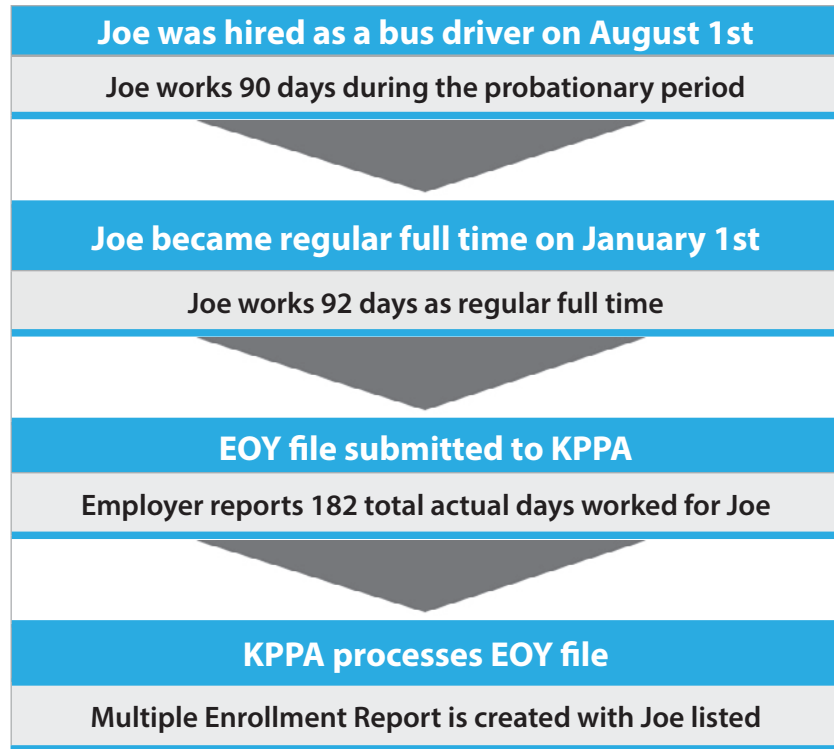 Joe was hired as a bus driver on August 1st
Joe works 90 days during the probationary period
Joe became regular full time on January 1st
Joe works 92 days as regular full time
EOY file submitted to KPPA
Employer reports 182 total actual days worked for Joe
KPPA processes EOY file
Multiple Enrollment Report is created with Joe listed